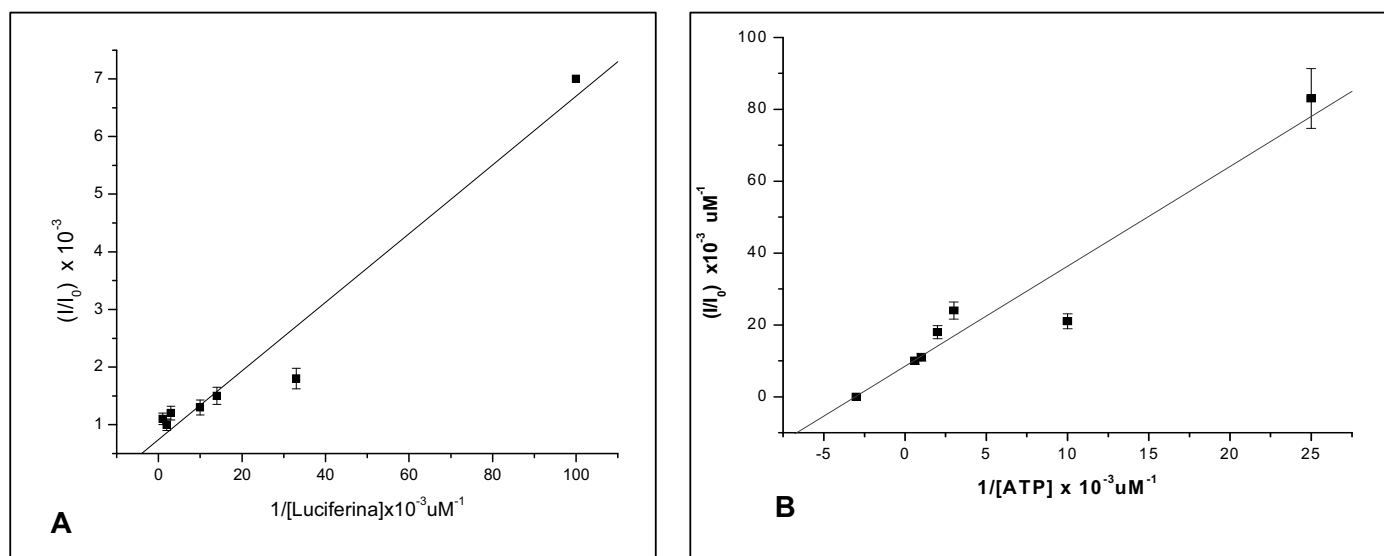 7
6
5
4
3
2
1
(I/I₀) x 10⁻³
0 20 40 60 80 100
1/[Luciferina]x10⁻³uM⁻¹
A
100
80
60
40
20
0
(I/I₀) x10⁻³ uM⁻¹
-5 0 5 10 15 20 25
1/[ATP] x 10⁻³uM⁻¹
B